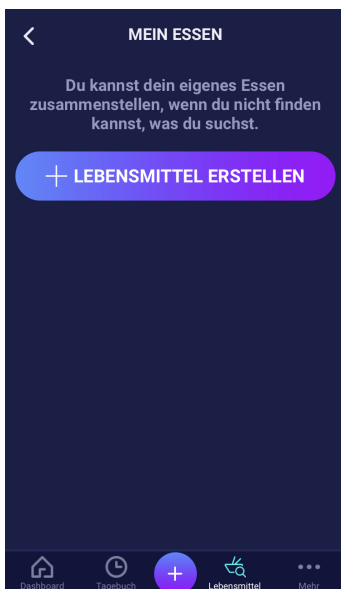 MEIN ESSEN
Du kannst dein eigenes Essen
zusammenstellen, wenn du nicht finden
kannst, was du suchst.
LEBENSMITTEL ERSTELLEN
Dashboard Tagebuch Lebensmittel Mehr